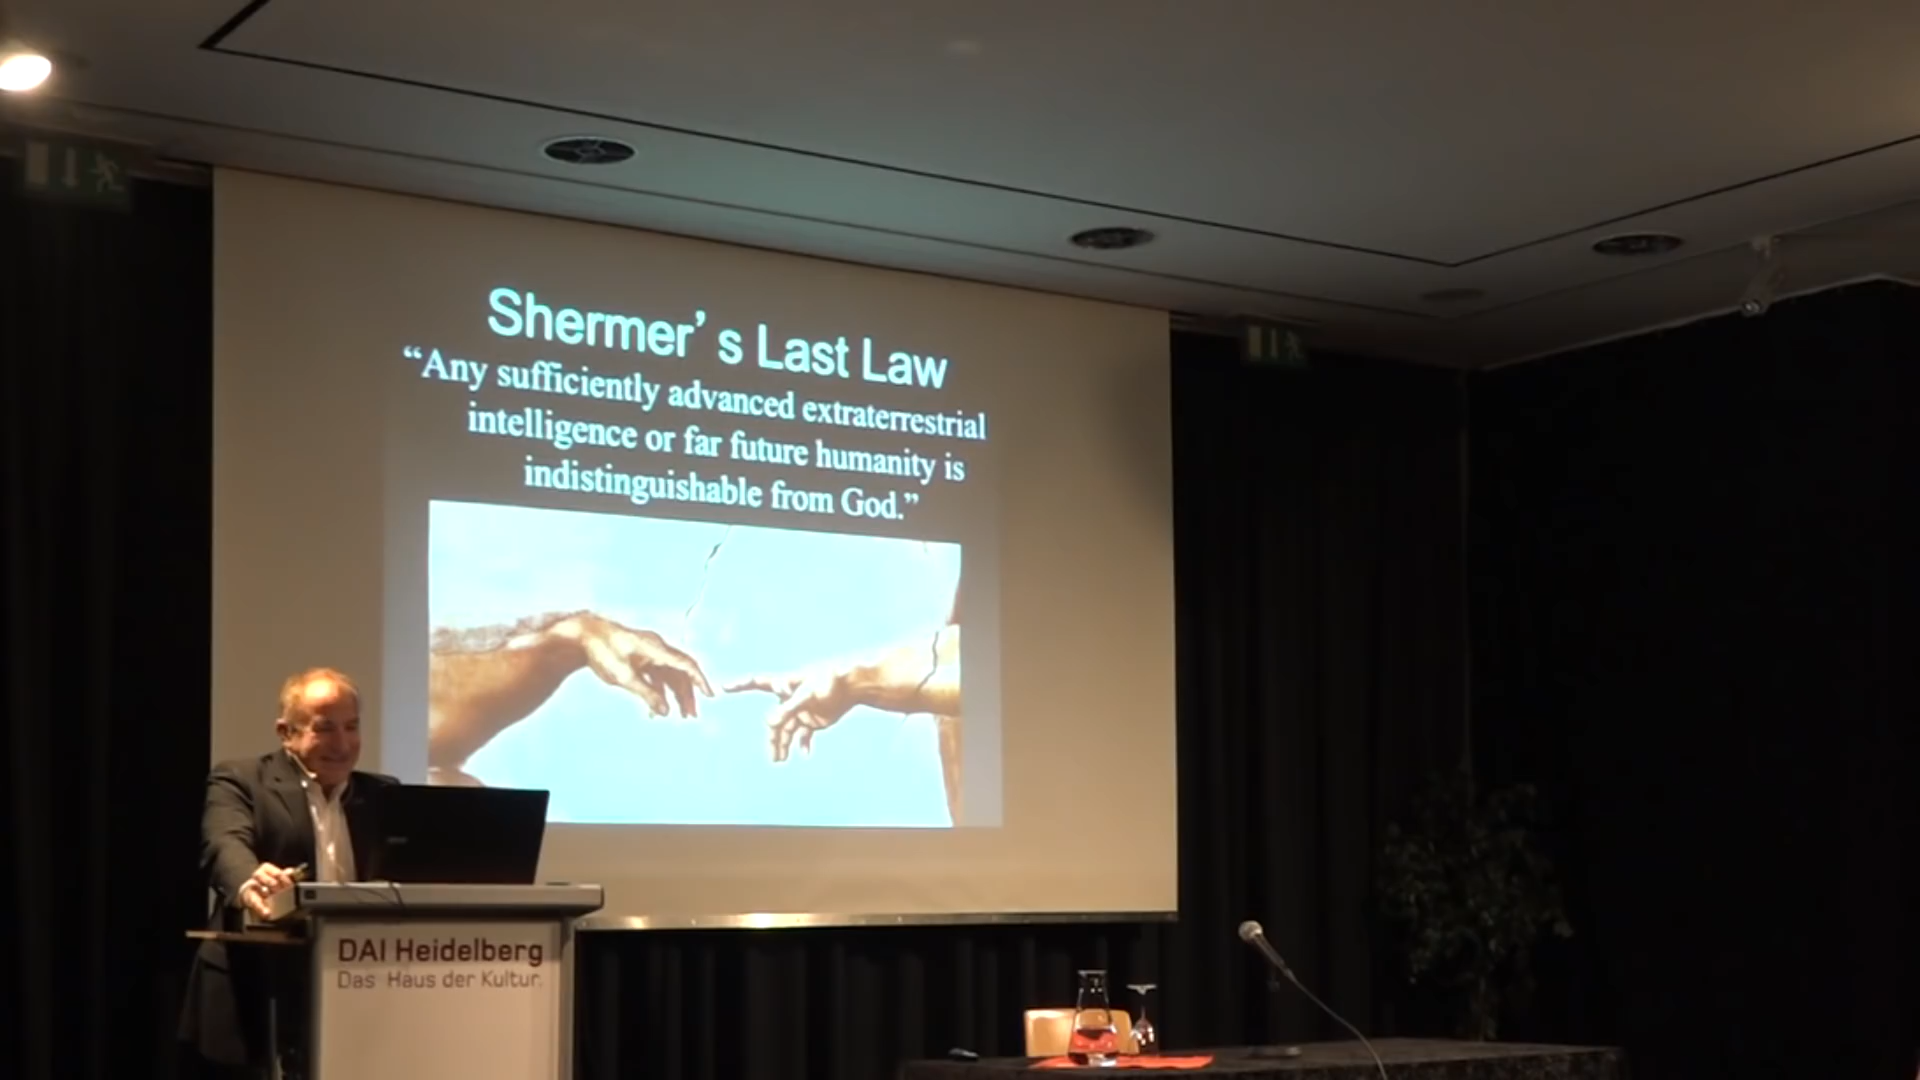 Shermer’s Last Law
“Any sufficiently advanced extraterrestrial
intelligence or far future humanity is
indistinguishable from God.”
DAI Heidelberg
Das Haus der Kultur.